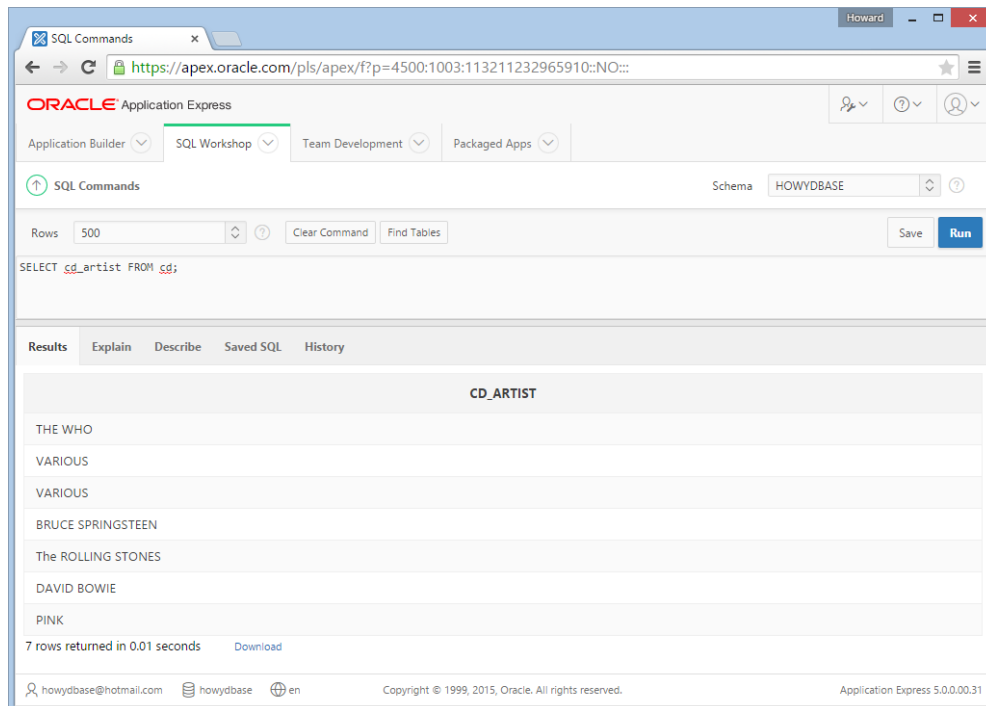 Howard
SQL Commands
https://apex.oracle.com/pls/apex/f?p=4500:1003:113211232965910::NO:::
ORACLE Application Express
Application Builder SQL Workshop Team Development Packaged Apps
SQL Commands Schema HOWYDBASE
Rows 500 Clear Command Find Tables Save Run
SELECT cd_artist FROM cd;
Results Explain Describe Saved SQL History
CD_ARTIST
THE WHO
VARIOUS
VARIOUS
BRUCE SPRINGSTEEN
The ROLLING STONES
DAVID BOWIE
PINK
7 rows returned in 0.01 seconds Download
howydbase@hotmail.com howydbase en Copyright © 1999, 2015, Oracle. All rights reserved. Application Express 5.0.0.00.31